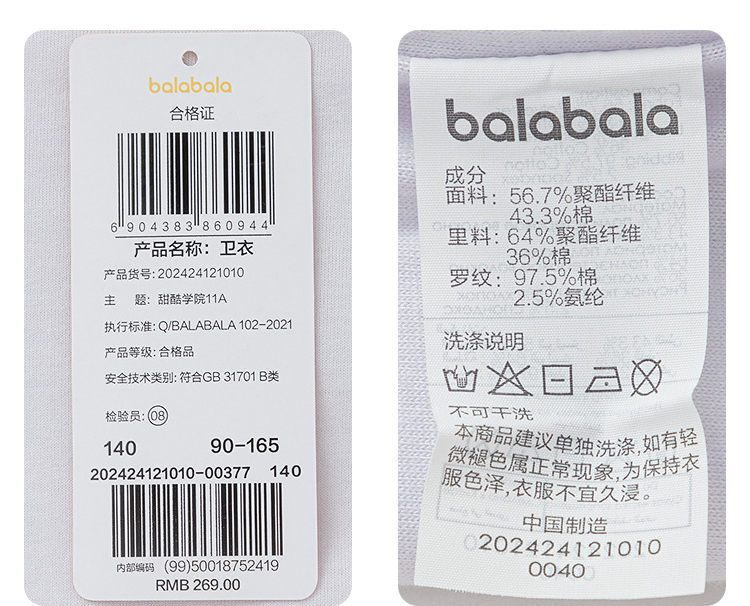 balabala
合格证
6 904383 860944
产品名称：卫衣
产品货号：202424121010
主 题：甜酷学院11A
执行标准：Q/BALABALA 102-2021
产品等级：合格品
安全技术类别：符合GB 31701 B类
检验员：08
140 90-165
202424121010-00377 140
内部编码 (99)50018752419
RMB 269.00
balabala
成分
面料：56.7%聚酯纤维
43.3%棉
里料：64%聚酯纤维
36%棉
罗纹：97.5%棉
2.5%氨纶
洗涤说明
不可干洗
本商品建议单独洗涤,如有轻
微褪色属正常现象,为保持衣
服色泽,衣服不宜久浸。
中国制造
202424121010
0040